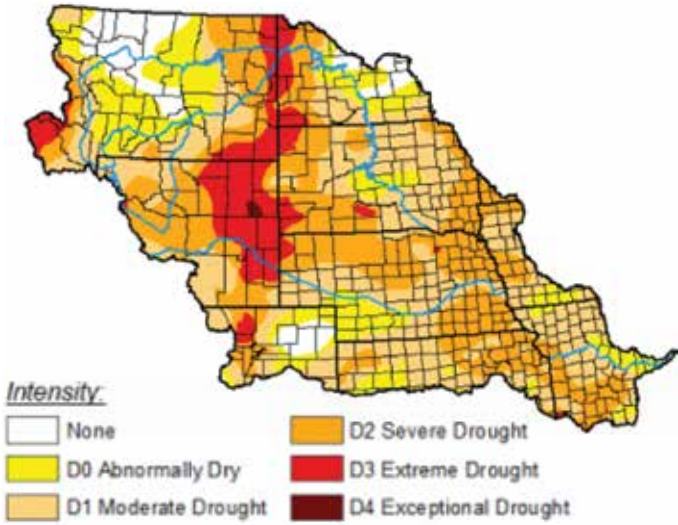 Intensity:
None
D0 Abnormally Dry
D1 Moderate Drought
D2 Severe Drought
D3 Extreme Drought
D4 Exceptional Drought